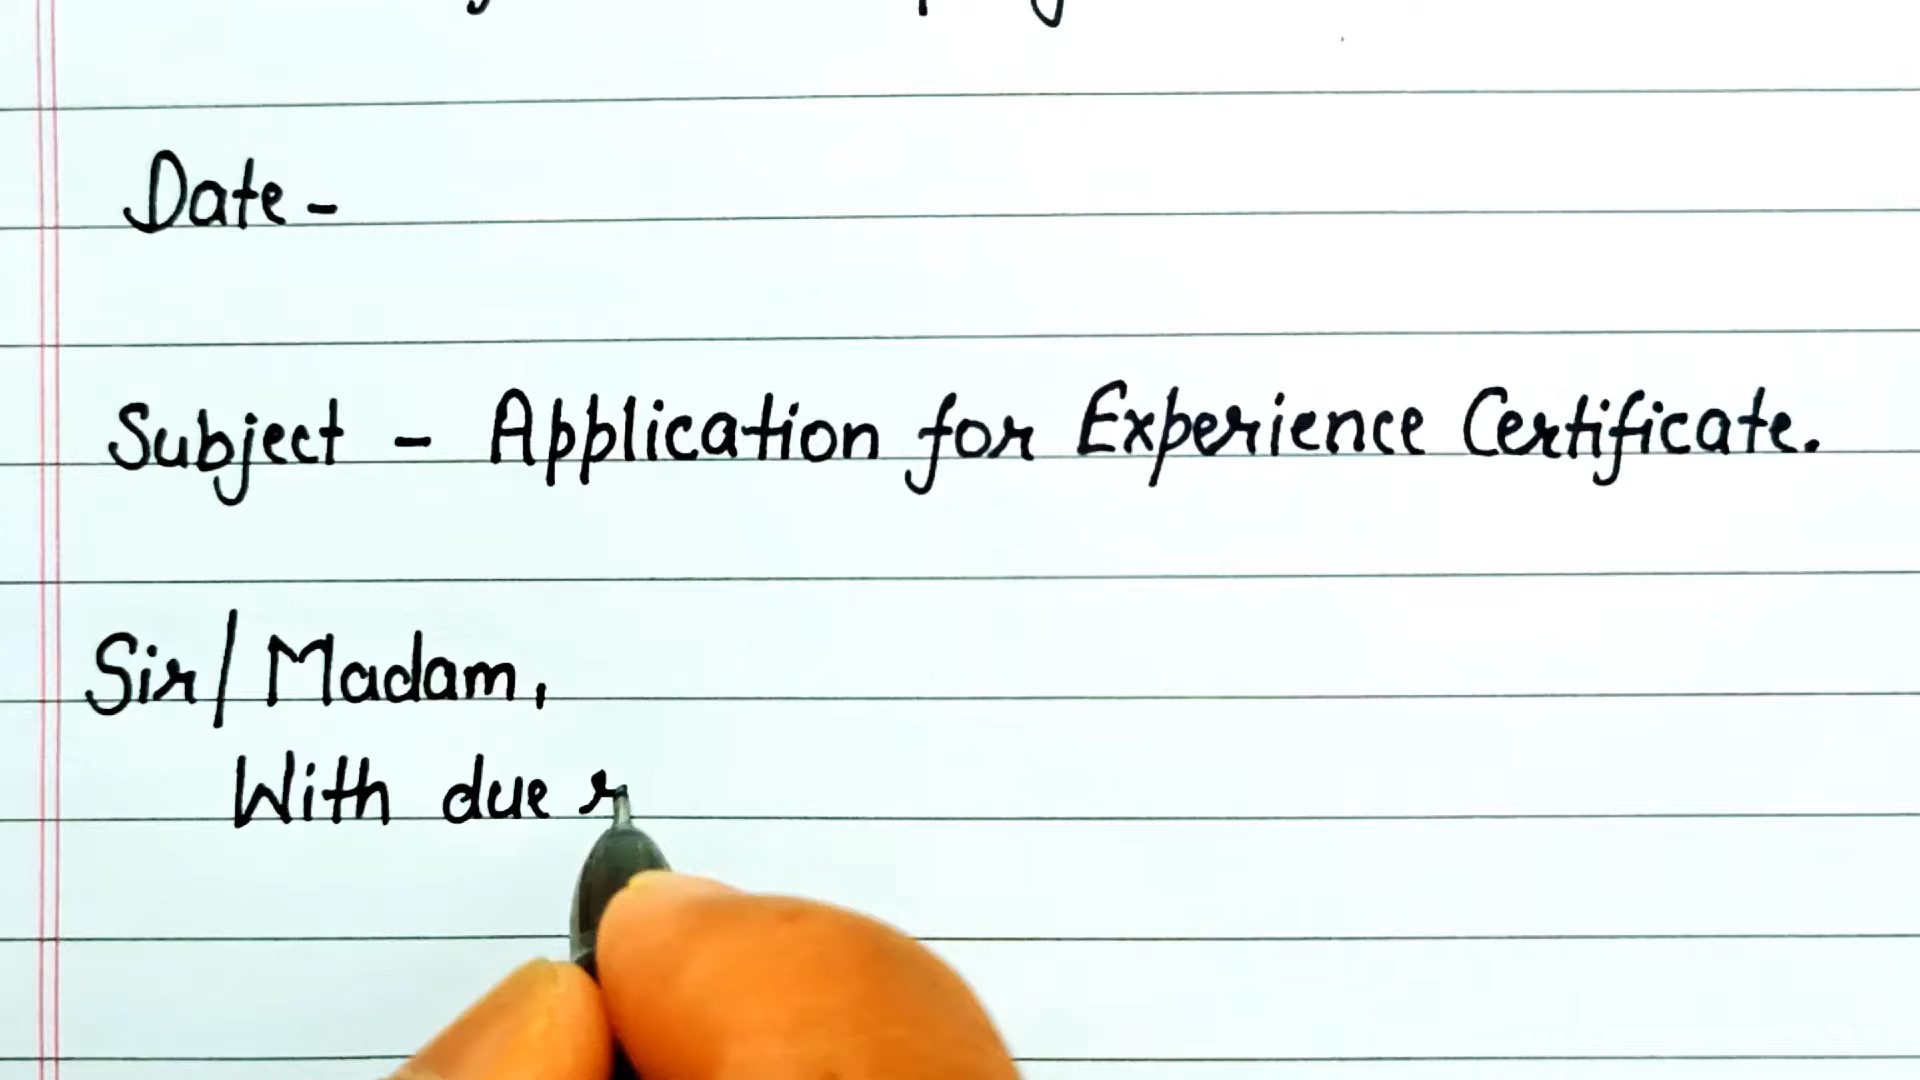 Date -
Subject - Application for Experience Certificate.
Sir/Madam,
With due r